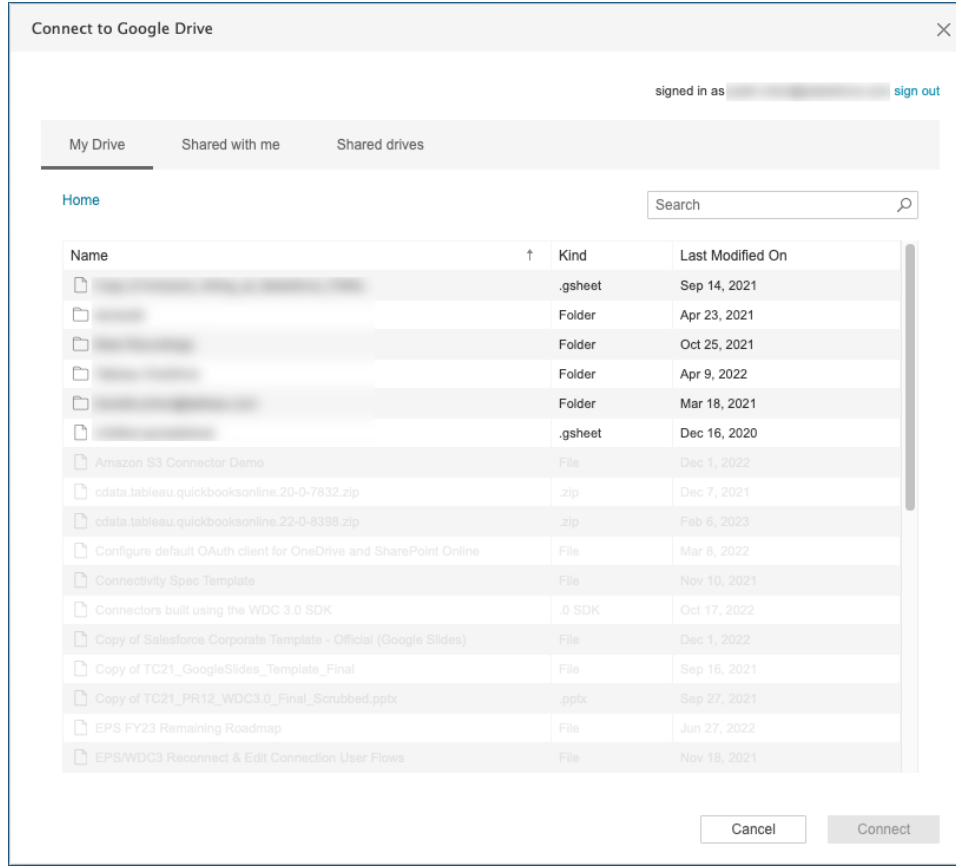 Connect to Google Drive
signed in as sign out
My Drive Shared with me Shared drives
Home
Search
Name ↑ Kind Last Modified On
.gsheet Sep 14, 2021
Folder Apr 23, 2021
Folder Oct 25, 2021
Folder Apr 9, 2022
Folder Mar 18, 2021
.gsheet Dec 16, 2020
Amazon S3 Connector Demo File Dec 1, 2022
cdata.tableau.quickbooksonline.20-0-7832.zip .zip Dec 7, 2021
cdata.tableau.quickbooksonline.22-0-8398.zip .zip Feb 6, 2023
Configure default OAuth client for OneDrive and SharePoint Online File Mar 8, 2022
Connectivity Spec Template File Nov 10, 2021
Connectors built using the WDC 3.0 SDK .0 SDK Oct 17, 2022
Copy of Salesforce Corporate Template - Official (Google Slides) File Dec 1, 2022
Copy of TC21_GoogleSlides_Template_Final File Sep 16, 2021
Copy of TC21_PR12_WDC3.0_Final_Scrubbed.pptx .pptx Sep 27, 2021
EPS FY23 Remaining Roadmap File Jun 27, 2022
EPS/WDC3 Reconnect & Edit Connection User Flows File Nov 18, 2021
Cancel Connect